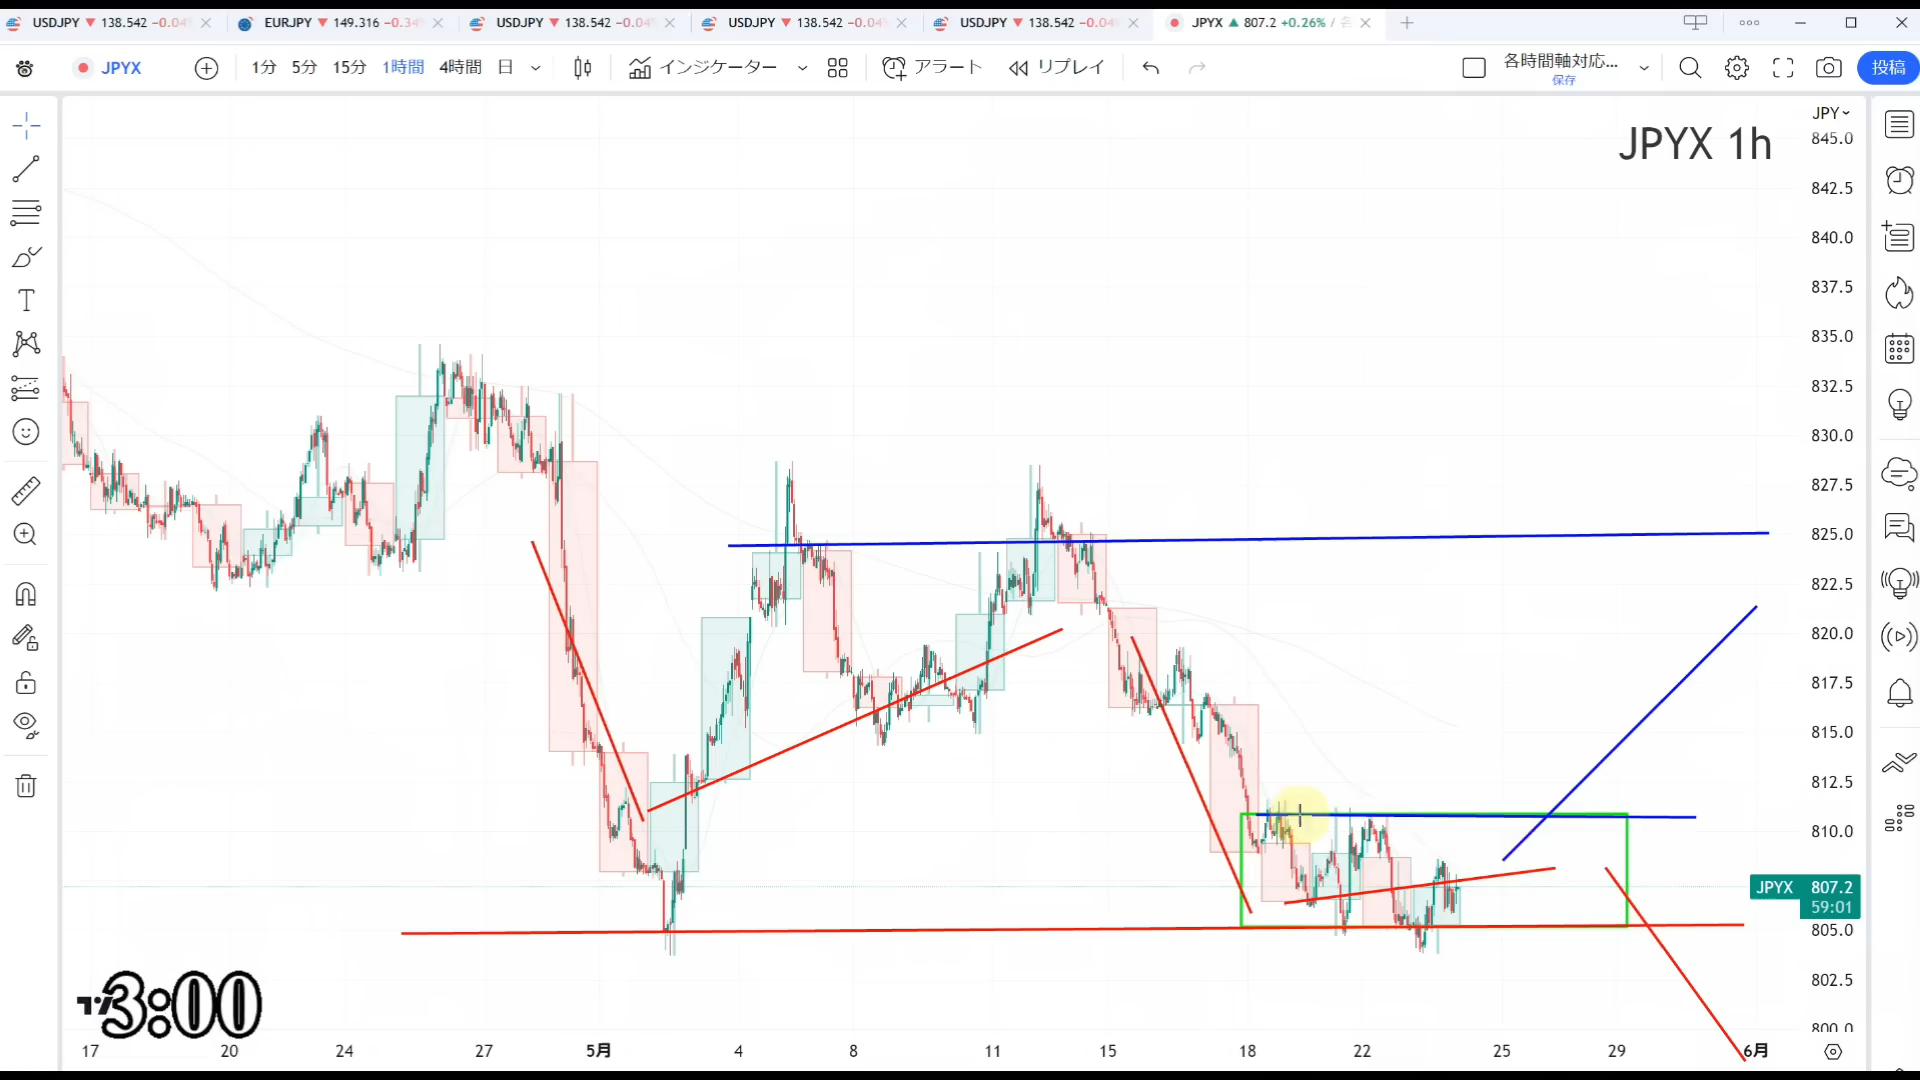 USDJPY ▼ 138.542 −0.04
EURJPY ▼ 149.316 −0.34
USDJPY ▼ 138.542 −0.04
USDJPY ▼ 138.542 −0.04
USDJPY ▼ 138.542 −0.04
JPYX ▲ 807.2 +0.26% /
JPYX
1分 5分 15分 1時間 4時間 日
インジケーター
アラート
リプレイ
各時間軸対応...
保存
投稿
JPYX 1h
JPY
845.0
842.5
840.0
837.5
835.0
832.5
830.0
827.5
825.0
822.5
820.0
817.5
815.0
812.5
810.0
JPYX 807.2
59:01
805.0
802.5
800.0
3:00
17 20 24 27 5月 4 8 11 15 18 22 25 29 6月